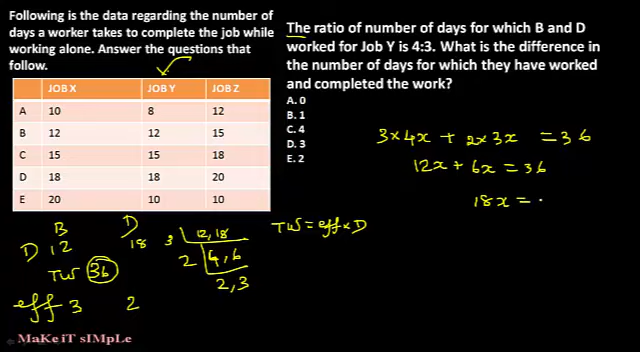 Following is the data regarding the number of
days a worker takes to complete the job while
working alone. Answer the questions that
follow.
JOB X JOB Y JOB Z
A 10 8 12
B 12 12 15
C 15 15 18
D 18 18 20
E 20 10 10
The ratio of number of days for which B and D
worked for Job Y is 4:3. What is the difference in
the number of days for which they have worked
and completed the work?
A. 0
B. 1
C. 4
D. 3
E. 2
3×4x + 2×3x = 36
12x + 6x = 36
18x =
B D
D 12 18
TW 36
eff 3 2
3 12, 18
2 4, 6
2, 3
TW = eff × D
MaKe iT sIMpLe